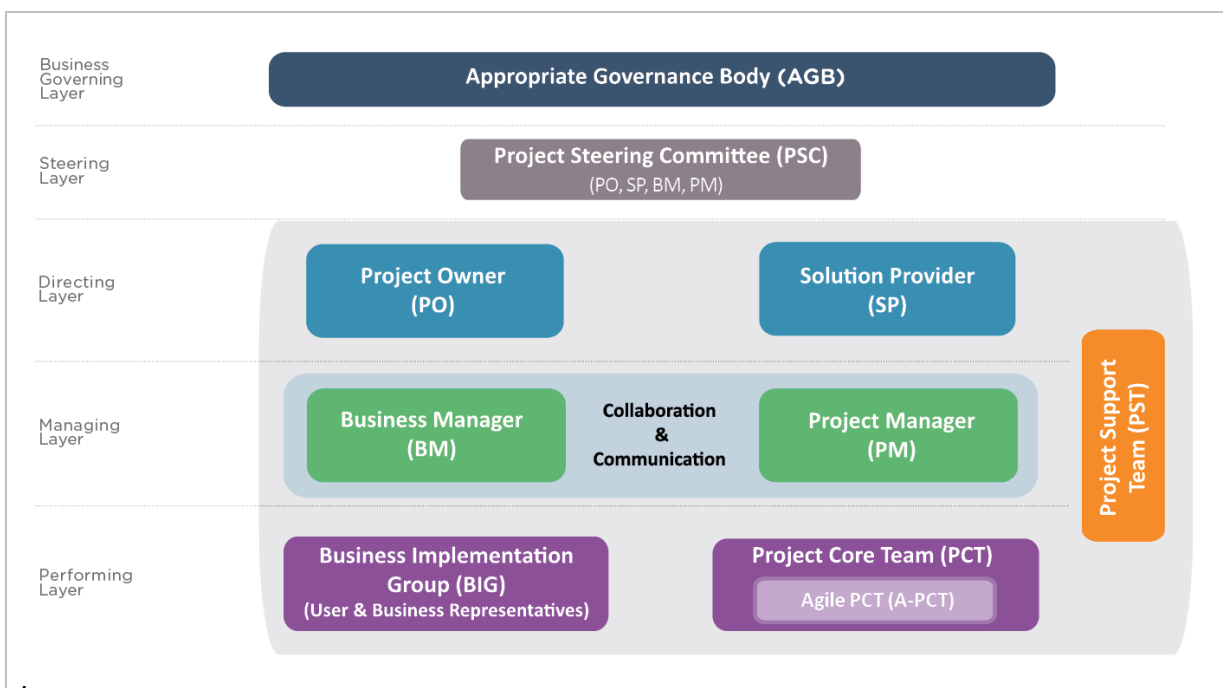 Business
Governing
Layer
Appropriate Governance Body (AGB)
Steering
Layer
Project Steering Committee (PSC)
(PO, SP, BM, PM)
Directing
Layer
Project Owner
(PO)
Solution Provider
(SP)
Managing
Layer
Business Manager
(BM)
Collaboration
&
Communication
Project Manager
(PM)
Project Support
Team (PST)
Performing
Layer
Business Implementation
Group (BIG)
(User & Business Representatives)
Project Core Team (PCT)
Agile PCT (A-PCT)